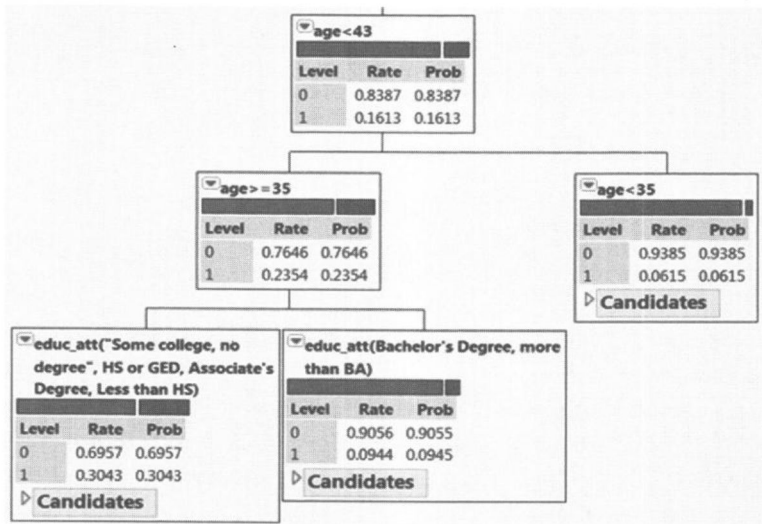 age<43
Level Rate Prob
0 0.8387 0.8387
1 0.1613 0.1613
age>=35
Level Rate Prob
0 0.7646 0.7646
1 0.2354 0.2354
age<35
Level Rate Prob
0 0.9385 0.9385
1 0.0615 0.0615
Candidates
educ_att("Some college, no
degree", HS or GED, Associate's
Degree, Less than HS)
Level Rate Prob
0 0.6957 0.6957
1 0.3043 0.3043
Candidates
educ_att(Bachelor's Degree, more
than BA)
Level Rate Prob
0 0.9056 0.9055
1 0.0944 0.0945
Candidates